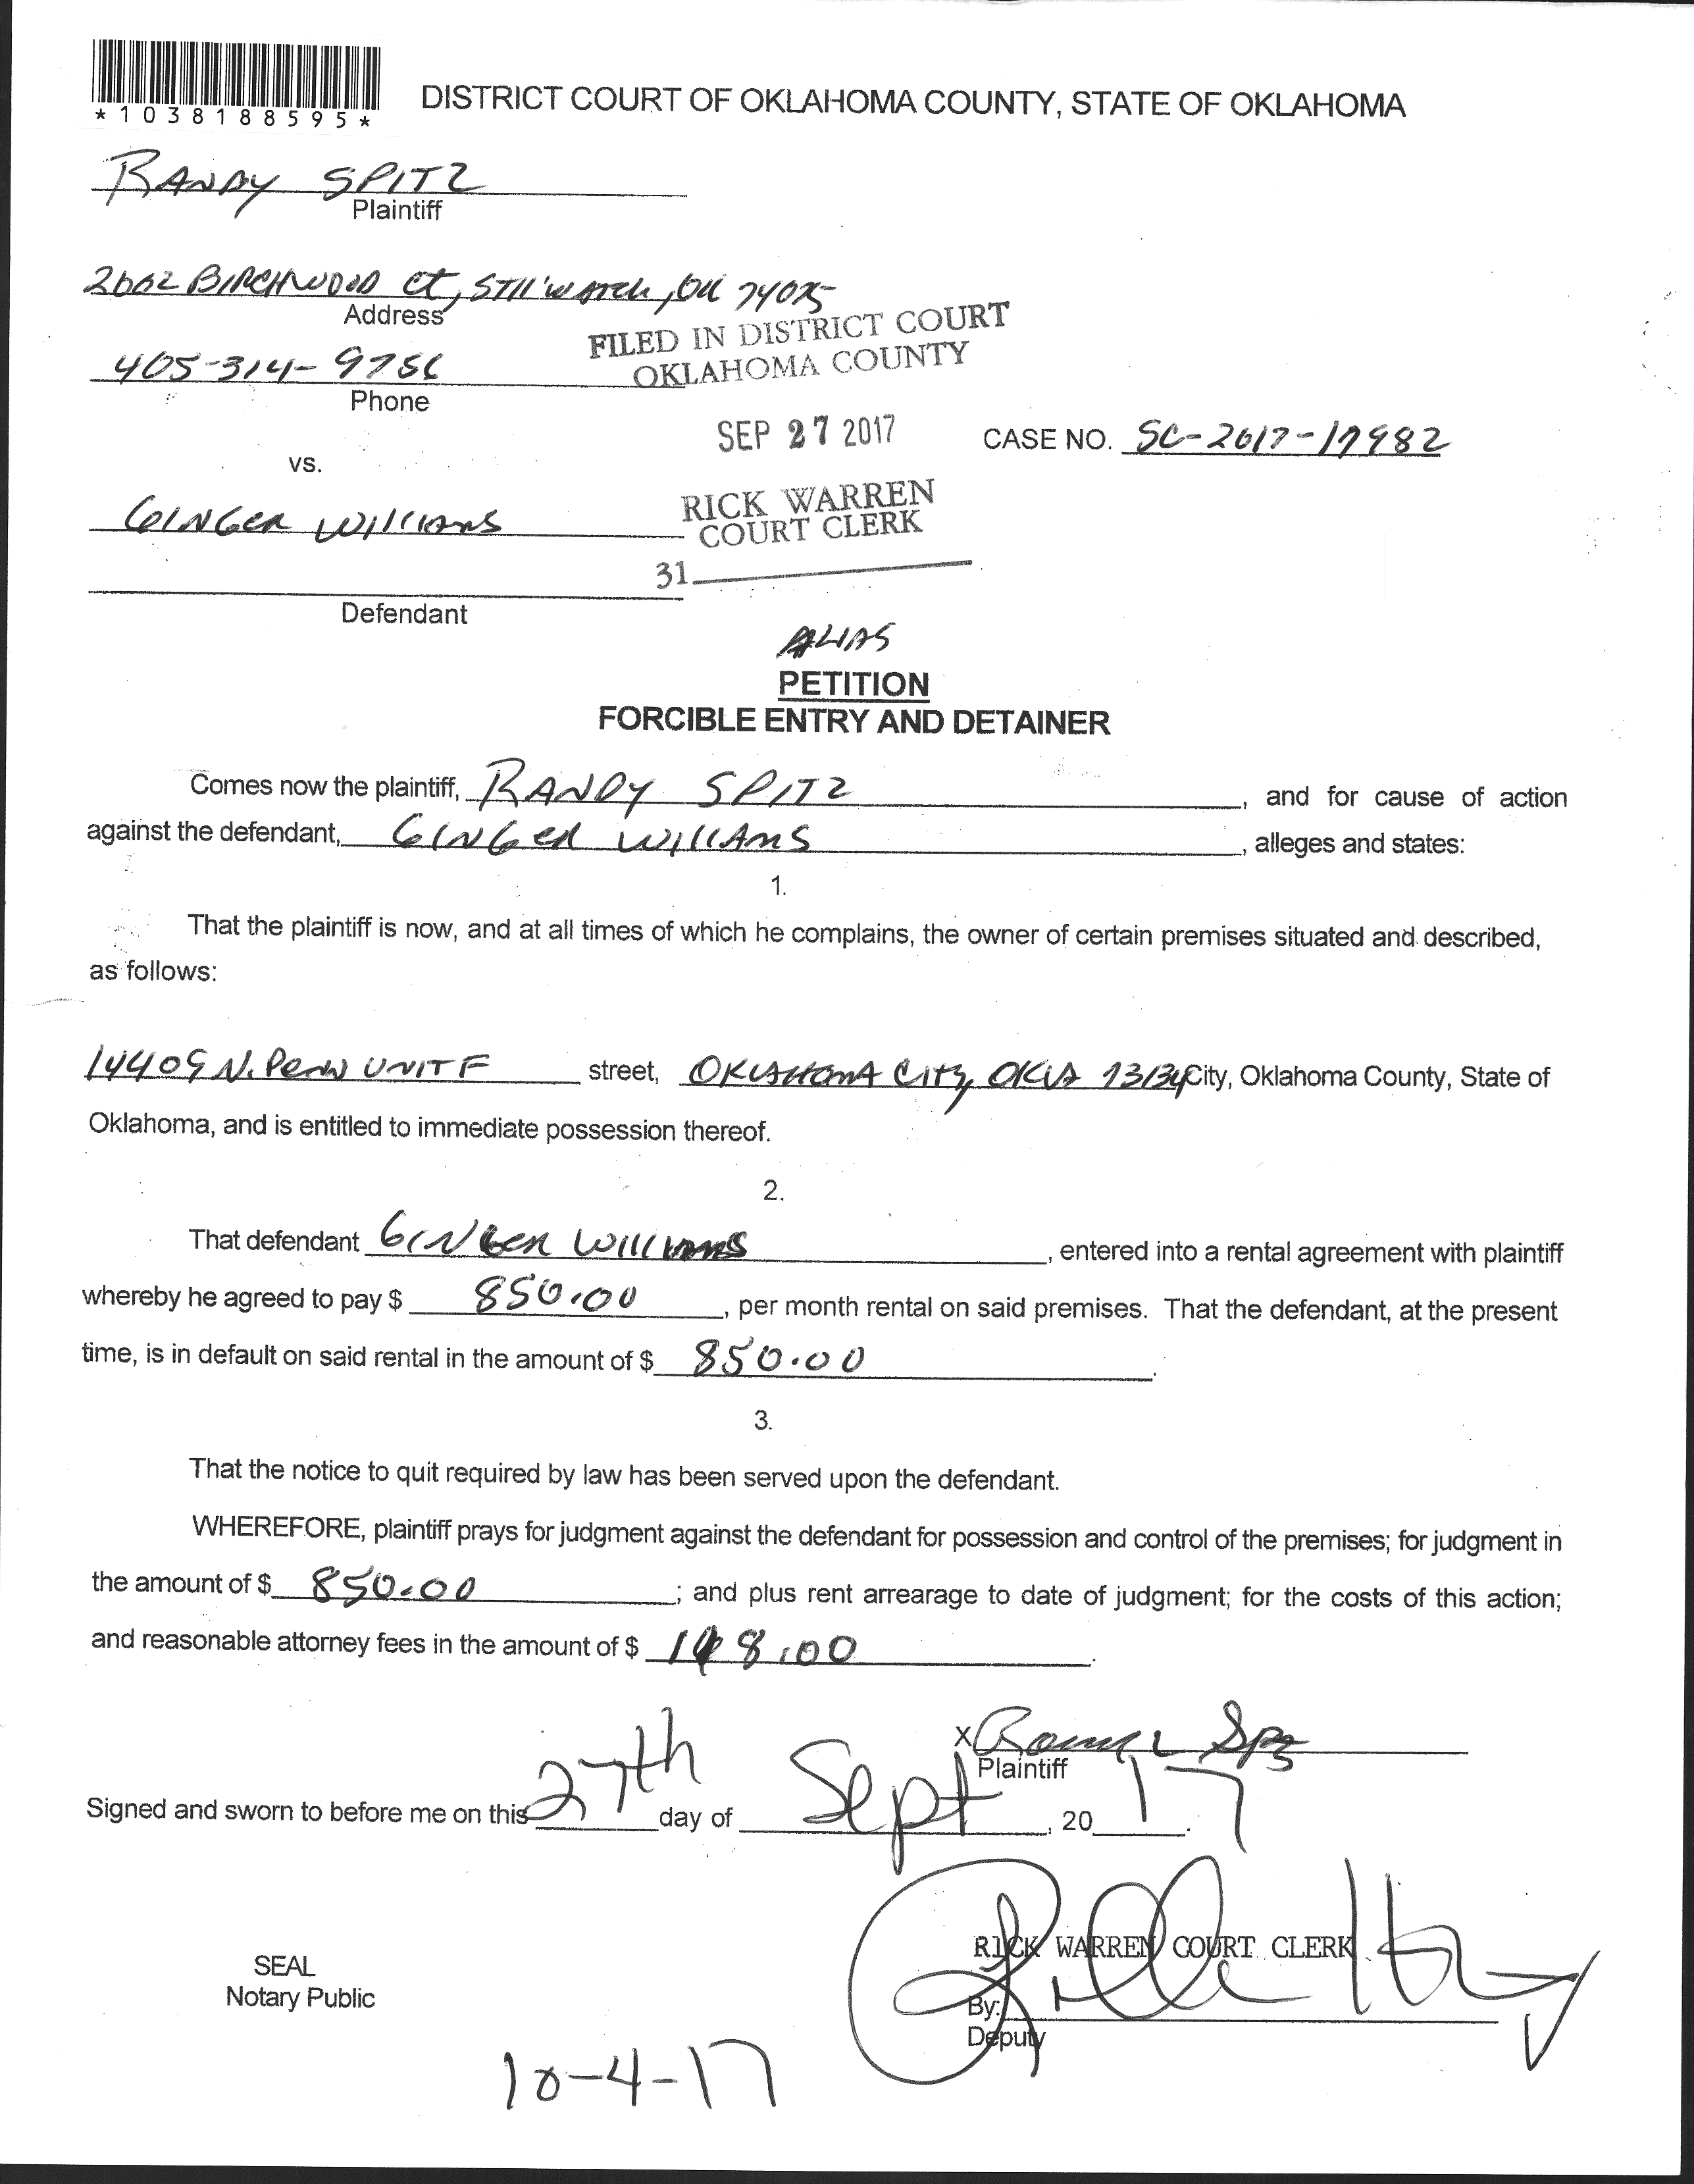 *1038188595*
DISTRICT COURT OF OKLAHOMA COUNTY, STATE OF OKLAHOMA
RANDY SPITZ
Plaintiff
BIRCHWOOD Ct,
Address
405-314-
Phone
FILED IN DISTRICT COURT
OKLAHOMA COUNTY
SEP 27 2017
CASE NO. SC-2017-17982
vs.
GINGER WILLIAMS
RICK WARREN
COURT CLERK
31
Defendant
ALIAS
PETITION
FORCIBLE ENTRY AND DETAINER
Comes now the plaintiff, RANDY SPITZ, and for cause of action
against the defendant, GINGER WILLIAMS, alleges and states:
1.
That the plaintiff is now, and at all times of which he complains, the owner of certain premises situated and described,
as follows:
14409 N. Penn UNIT F street, OKLAHOMA City, OKLA 73134 City, Oklahoma County, State of
Oklahoma, and is entitled to immediate possession thereof.
2.
That defendant GINGER WILLIAMS, entered into a rental agreement with plaintiff
whereby he agreed to pay $ 850.00, per month rental on said premises. That the defendant, at the present
time, is in default on said rental in the amount of $ 850.00.
3.
That the notice to quit required by law has been served upon the defendant.
WHEREFORE, plaintiff prays for judgment against the defendant for possession and control of the premises; for judgment in
the amount of $ 850.00; and plus rent arrearage to date of judgment; for the costs of this action;
and reasonable attorney fees in the amount of $
X
Plaintiff
Signed and sworn to before me on this 27th day of Sept, 20 17.
RICK WARREN COURT CLERK
SEAL
Notary Public
By:
Deputy
10-4-17